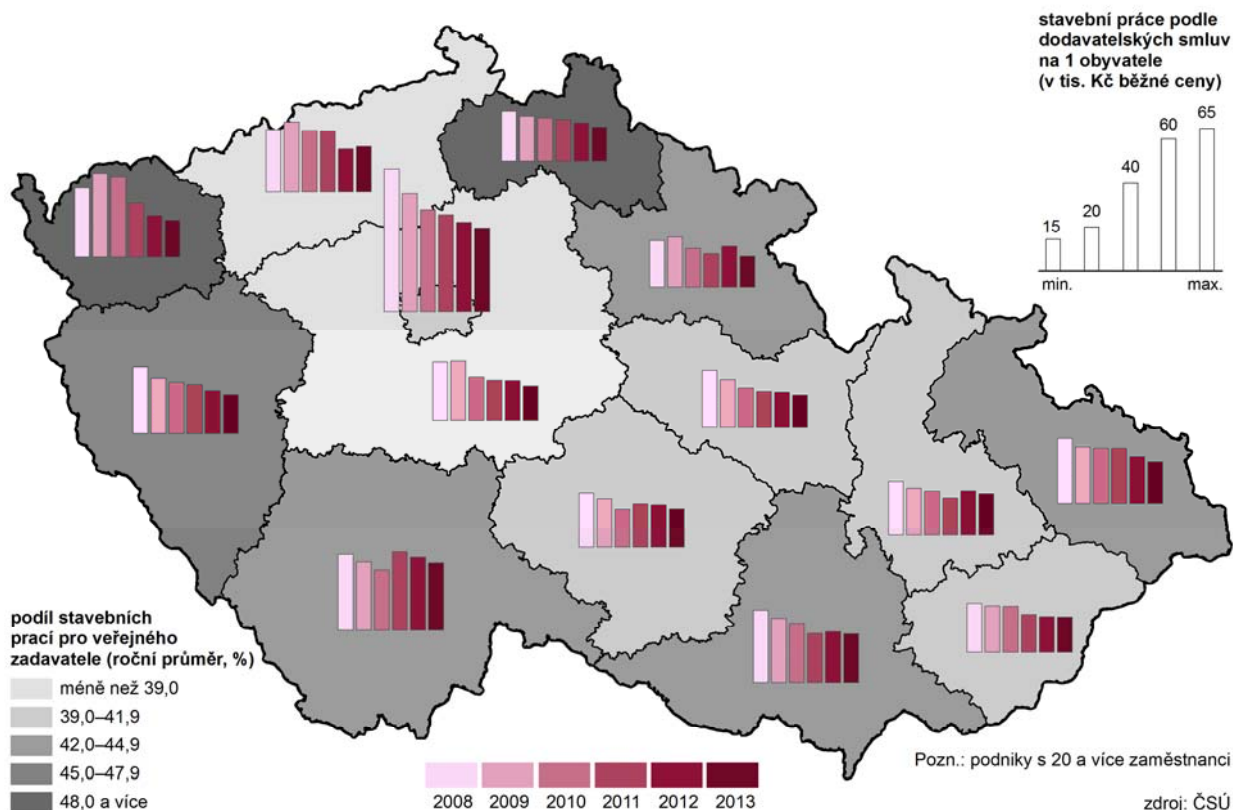 stavební práce podle
dodavatelských smluv
na 1 obyvatele
(v tis. Kč běžné ceny)
65
60
40
20
15
min.
max.
podíl stavebních
prací pro veřejného
zadavatele (roční průměr, %)
méně než 39,0
39,0–41,9
42,0–44,9
45,0–47,9
48,0 a více
2008 2009 2010 2011 2012 2013
Pozn.: podniky s 20 a více zaměstnanci
zdroj: ČSÚ